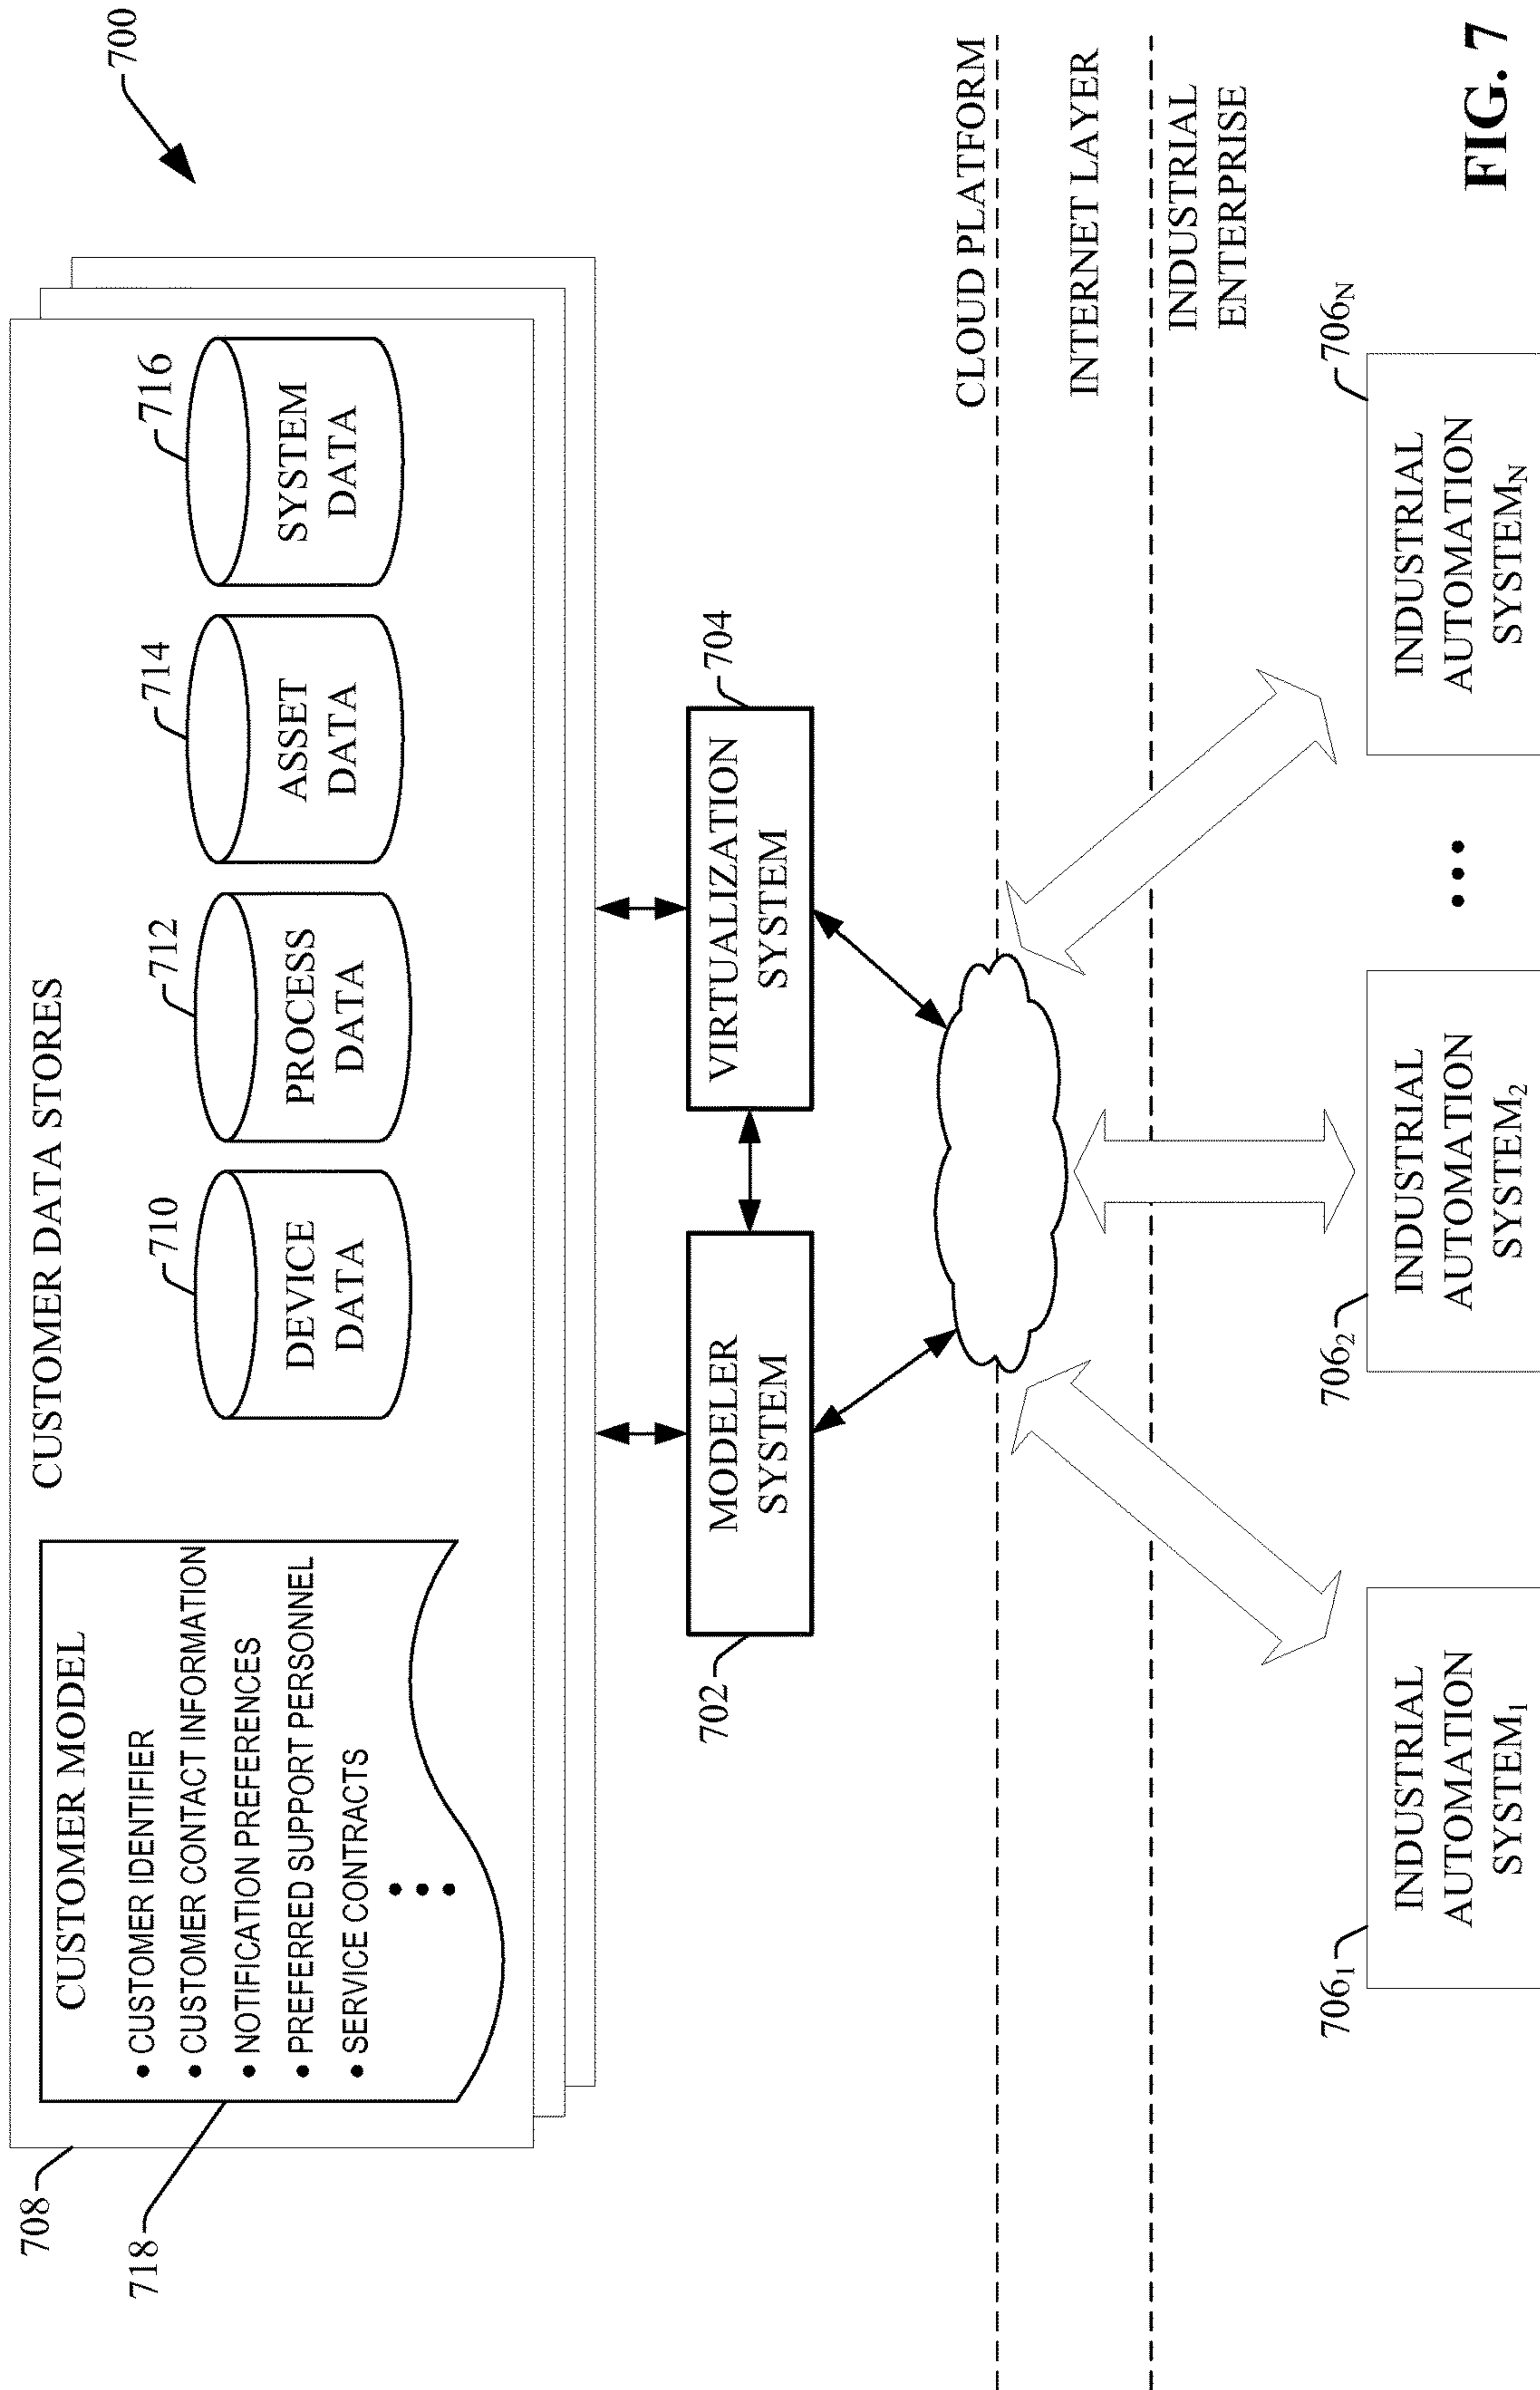 700
708
718
CUSTOMER DATA STORES
CUSTOMER MODEL
• CUSTOMER IDENTIFIER
• CUSTOMER CONTACT INFORMATION
• NOTIFICATION PREFERENCES
• PREFERRED SUPPORT PERSONNEL
• SERVICE CONTRACTS
710
DEVICE
DATA
712
PROCESS
DATA
714
ASSET
DATA
716
SYSTEM
DATA
702
MODELER
SYSTEM
704
VIRTUALIZATION
SYSTEM
CLOUD PLATFORM
INTERNET LAYER
INDUSTRIAL
ENTERPRISE
706₁
INDUSTRIAL
AUTOMATION
SYSTEM₁
706₂
INDUSTRIAL
AUTOMATION
SYSTEM₂
706N
INDUSTRIAL
AUTOMATION
SYSTEMN
FIG. 7